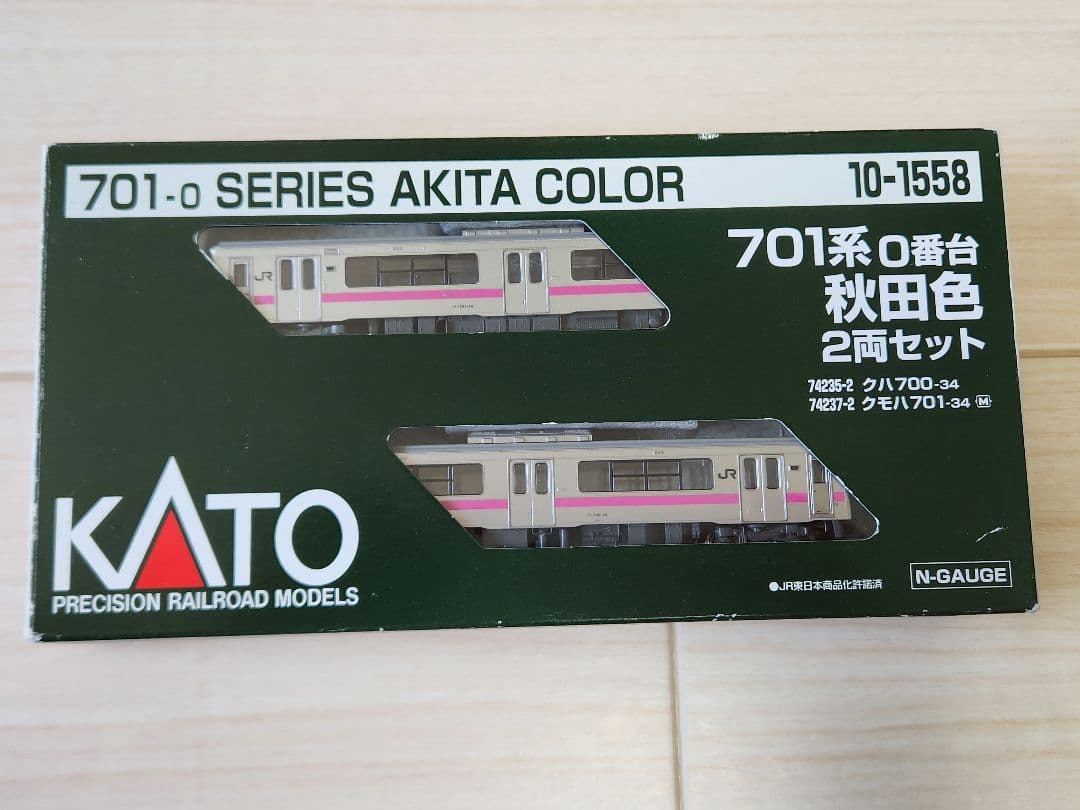 701-0 SERIES AKITA COLOR 10-1558
701系 0番台
秋田色
2両セット
74235-2 クハ700-34
74237-2 クモハ701-34 M
JR
JR
KATO
PRECISION RAILROAD MODELS
●JR東日本商品化許諾済
N-GAUGE